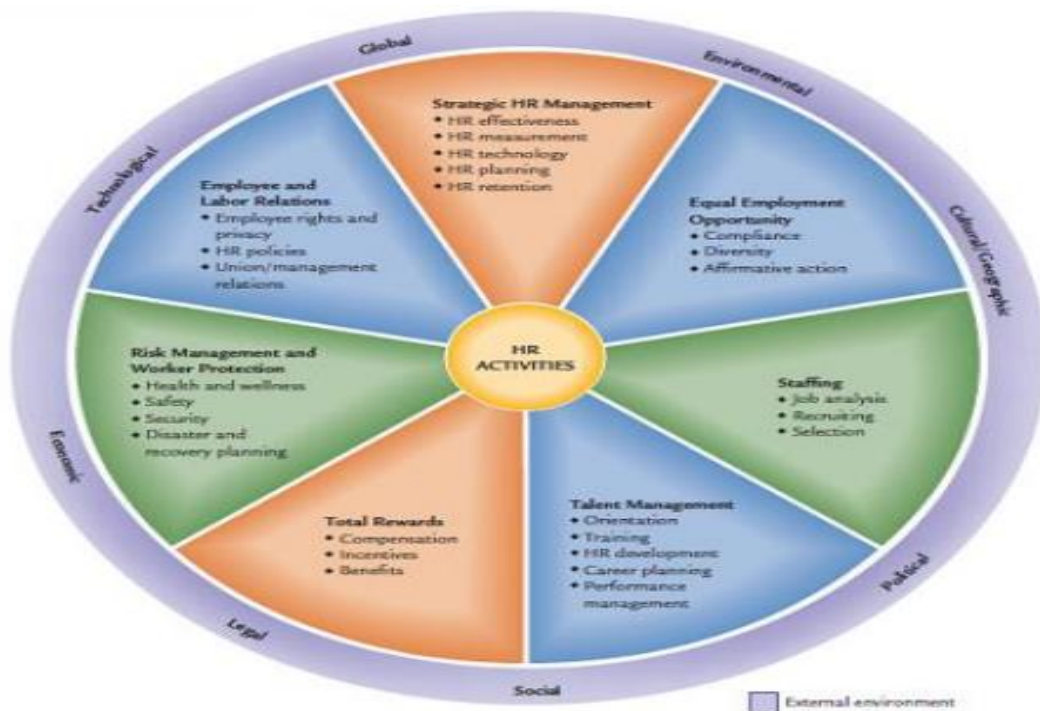 Global
Environmental
Technological
Cultural/Geographic
Strategic HR Management
• HR effectiveness
• HR measurement
• HR technology
• HR planning
• HR retention
Employee and
Labor Relations
• Employee rights and
privacy
• HR policies
• Union/management
relations
Equal Employment
Opportunity
• Compliance
• Diversity
• Affirmative action
HR
ACTIVITIES
Risk Management and
Worker Protection
• Health and wellness
• Safety
• Security
• Disaster and
recovery planning
Staffing
• Job analysis
• Recruiting
• Selection
Total Rewards
• Compensation
• Incentives
• Benefits
Talent Management
• Orientation
• Training
• HR development
• Career planning
• Performance
management
Economic
Political
Legal
Social
External environment